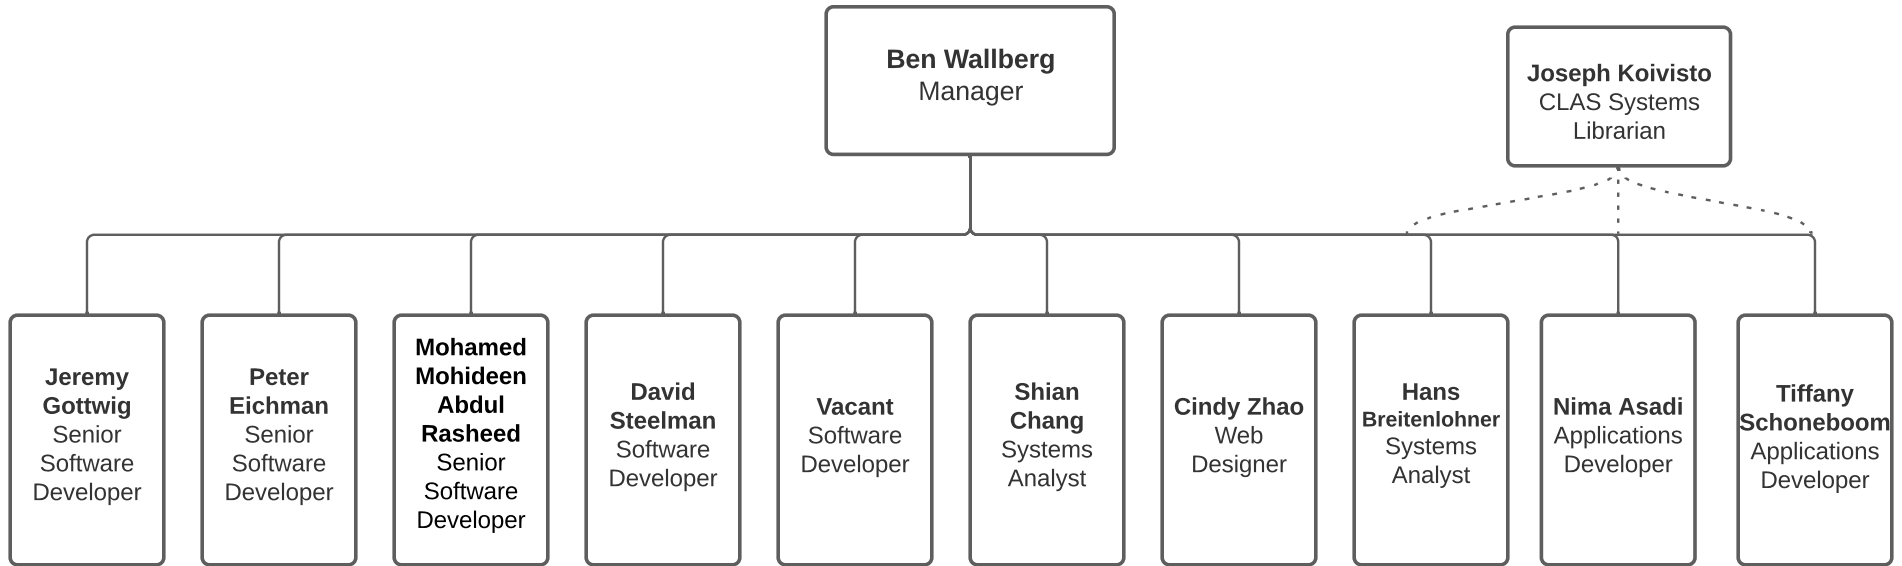 Ben Wallberg
Manager
Joseph Koivisto
CLAS Systems
Librarian
Jeremy
Gottwig
Senior
Software
Developer
Peter
Eichman
Senior
Software
Developer
Mohamed
Mohideen
Abdul
Rasheed
Senior
Software
Developer
David
Steelman
Software
Developer
Vacant
Software
Developer
Shian
Chang
Systems
Analyst
Cindy Zhao
Web
Designer
Hans
Breitenlohner
Systems
Analyst
Nima Asadi
Applications
Developer
Tiffany
Schoneboom
Applications
Developer